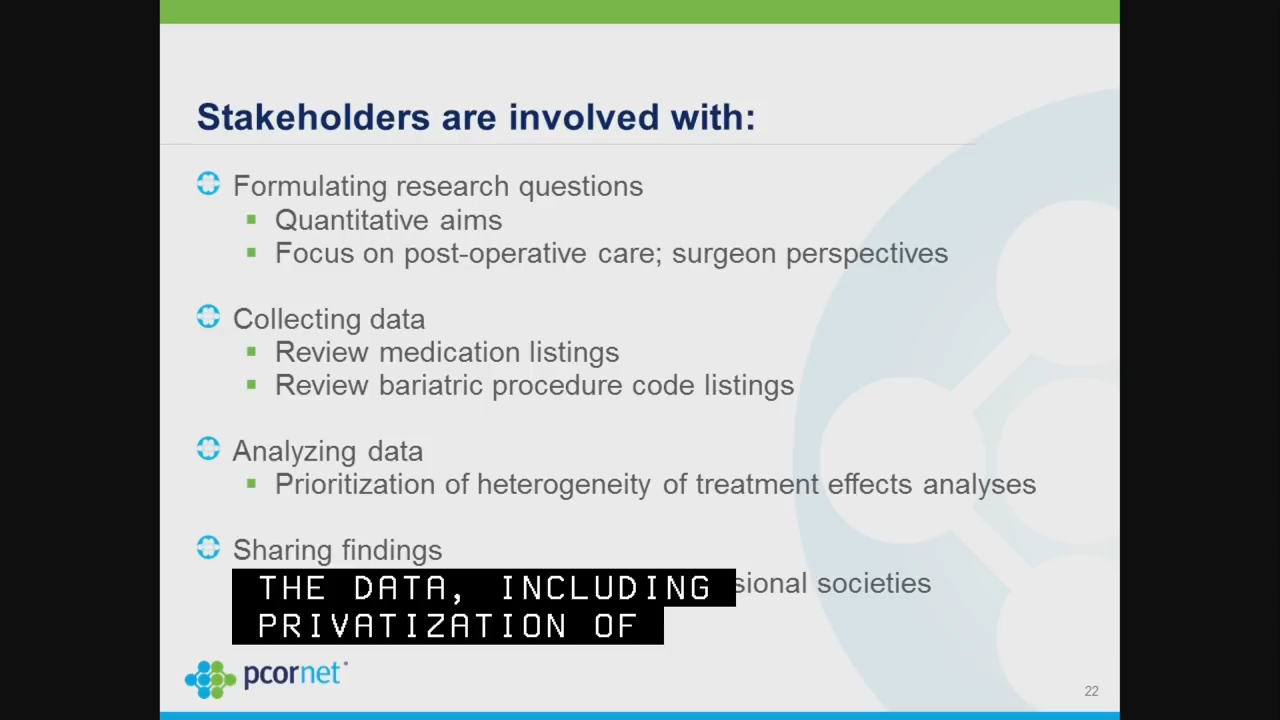 Stakeholders are involved with:
Formulating research questions
Quantitative aims
Focus on post-operative care; surgeon perspectives
Collecting data
Review medication listings
Review bariatric procedure code listings
Analyzing data
Prioritization of heterogeneity of treatment effects analyses
Sharing findings
societies
THE DATA, INCLUDING
PRIVATIZATION OF
pcornet
22